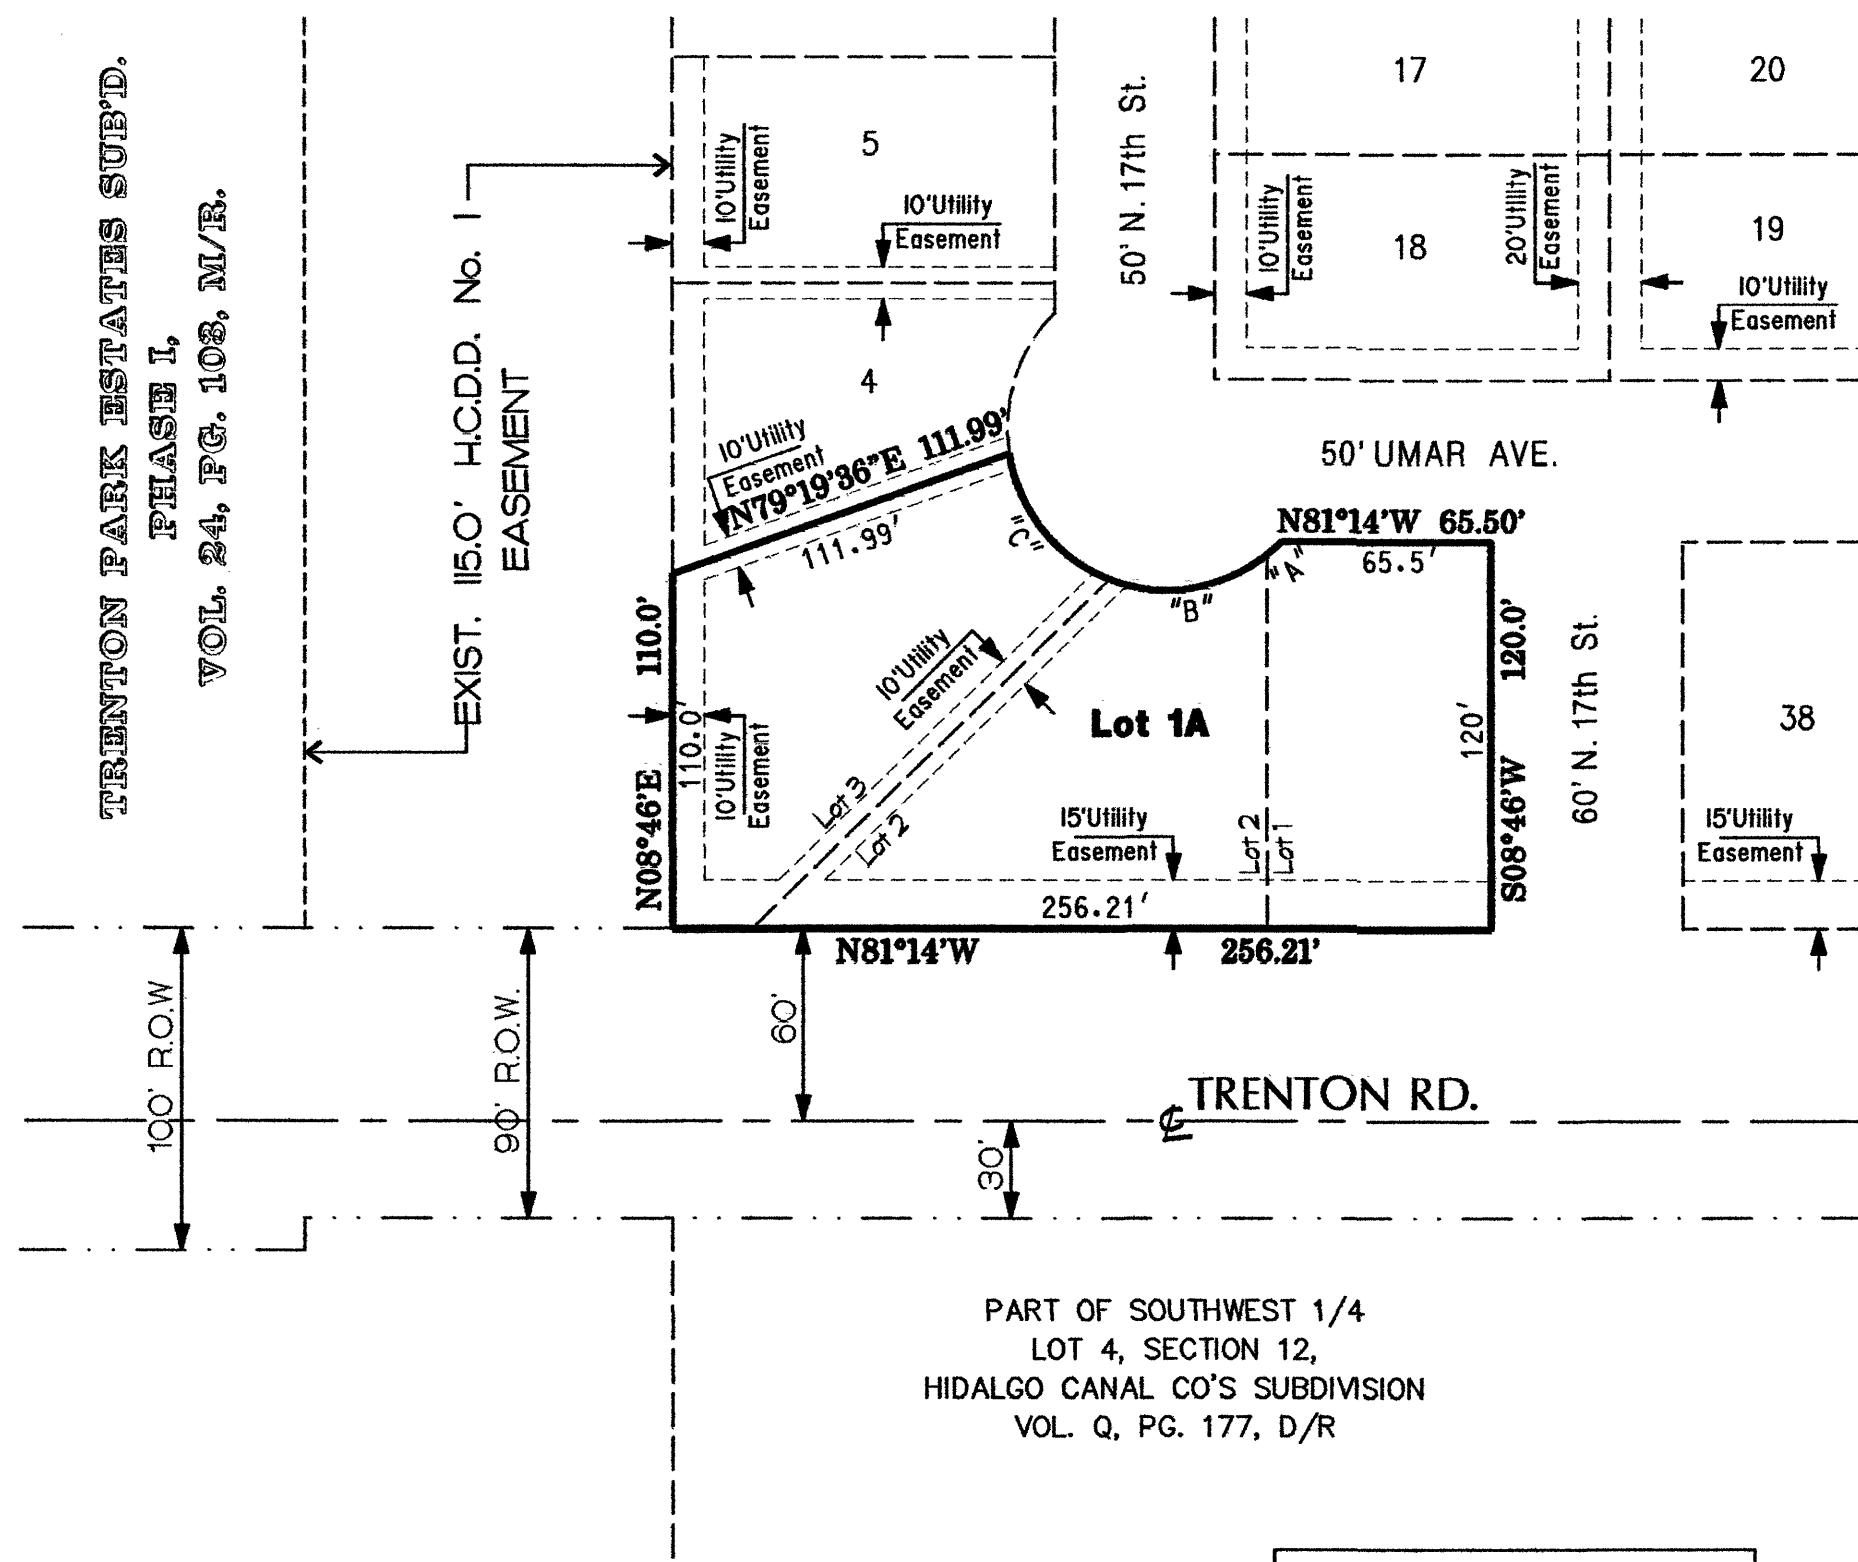 TRENTON PARK ESTATES SUB'D.
PHASE I,
VOL. 24, PG. 103, M/R.
EXIST. 115.0' H.C.D.D. No. 1
EASEMENT
5
10'Utility
Easement
10'Utility
Easement
4
10'Utility
Easement
N79°19'36"E 111.99'
111.99'
50' N. 17th St.
17
20
10'Utility
Easement
18
20'Utility
Easement
19
10'Utility
Easement
50' UMAR AVE.
N81°14'W 65.50'
65.5'
"C"
"B"
"A"
N08°46'E 110.0'
110.0'
10'Utility
Easement
10"Utility
Easement
Lot 3
Lot 2
Lot 1A
15'Utility
Easement
Lot 2
Lot 1
120'
S08°46'W 120.0'
60' N. 17th St.
38
15'Utility
Easement
256.21'
N81°14'W 256.21'
100' R.O.W
90' R.O.W.
60'
30'
℄ TRENTON RD.
PART OF SOUTHWEST 1/4
LOT 4, SECTION 12,
HIDALGO CANAL CO'S SUBDIVISION
VOL. Q, PG. 177, D/R